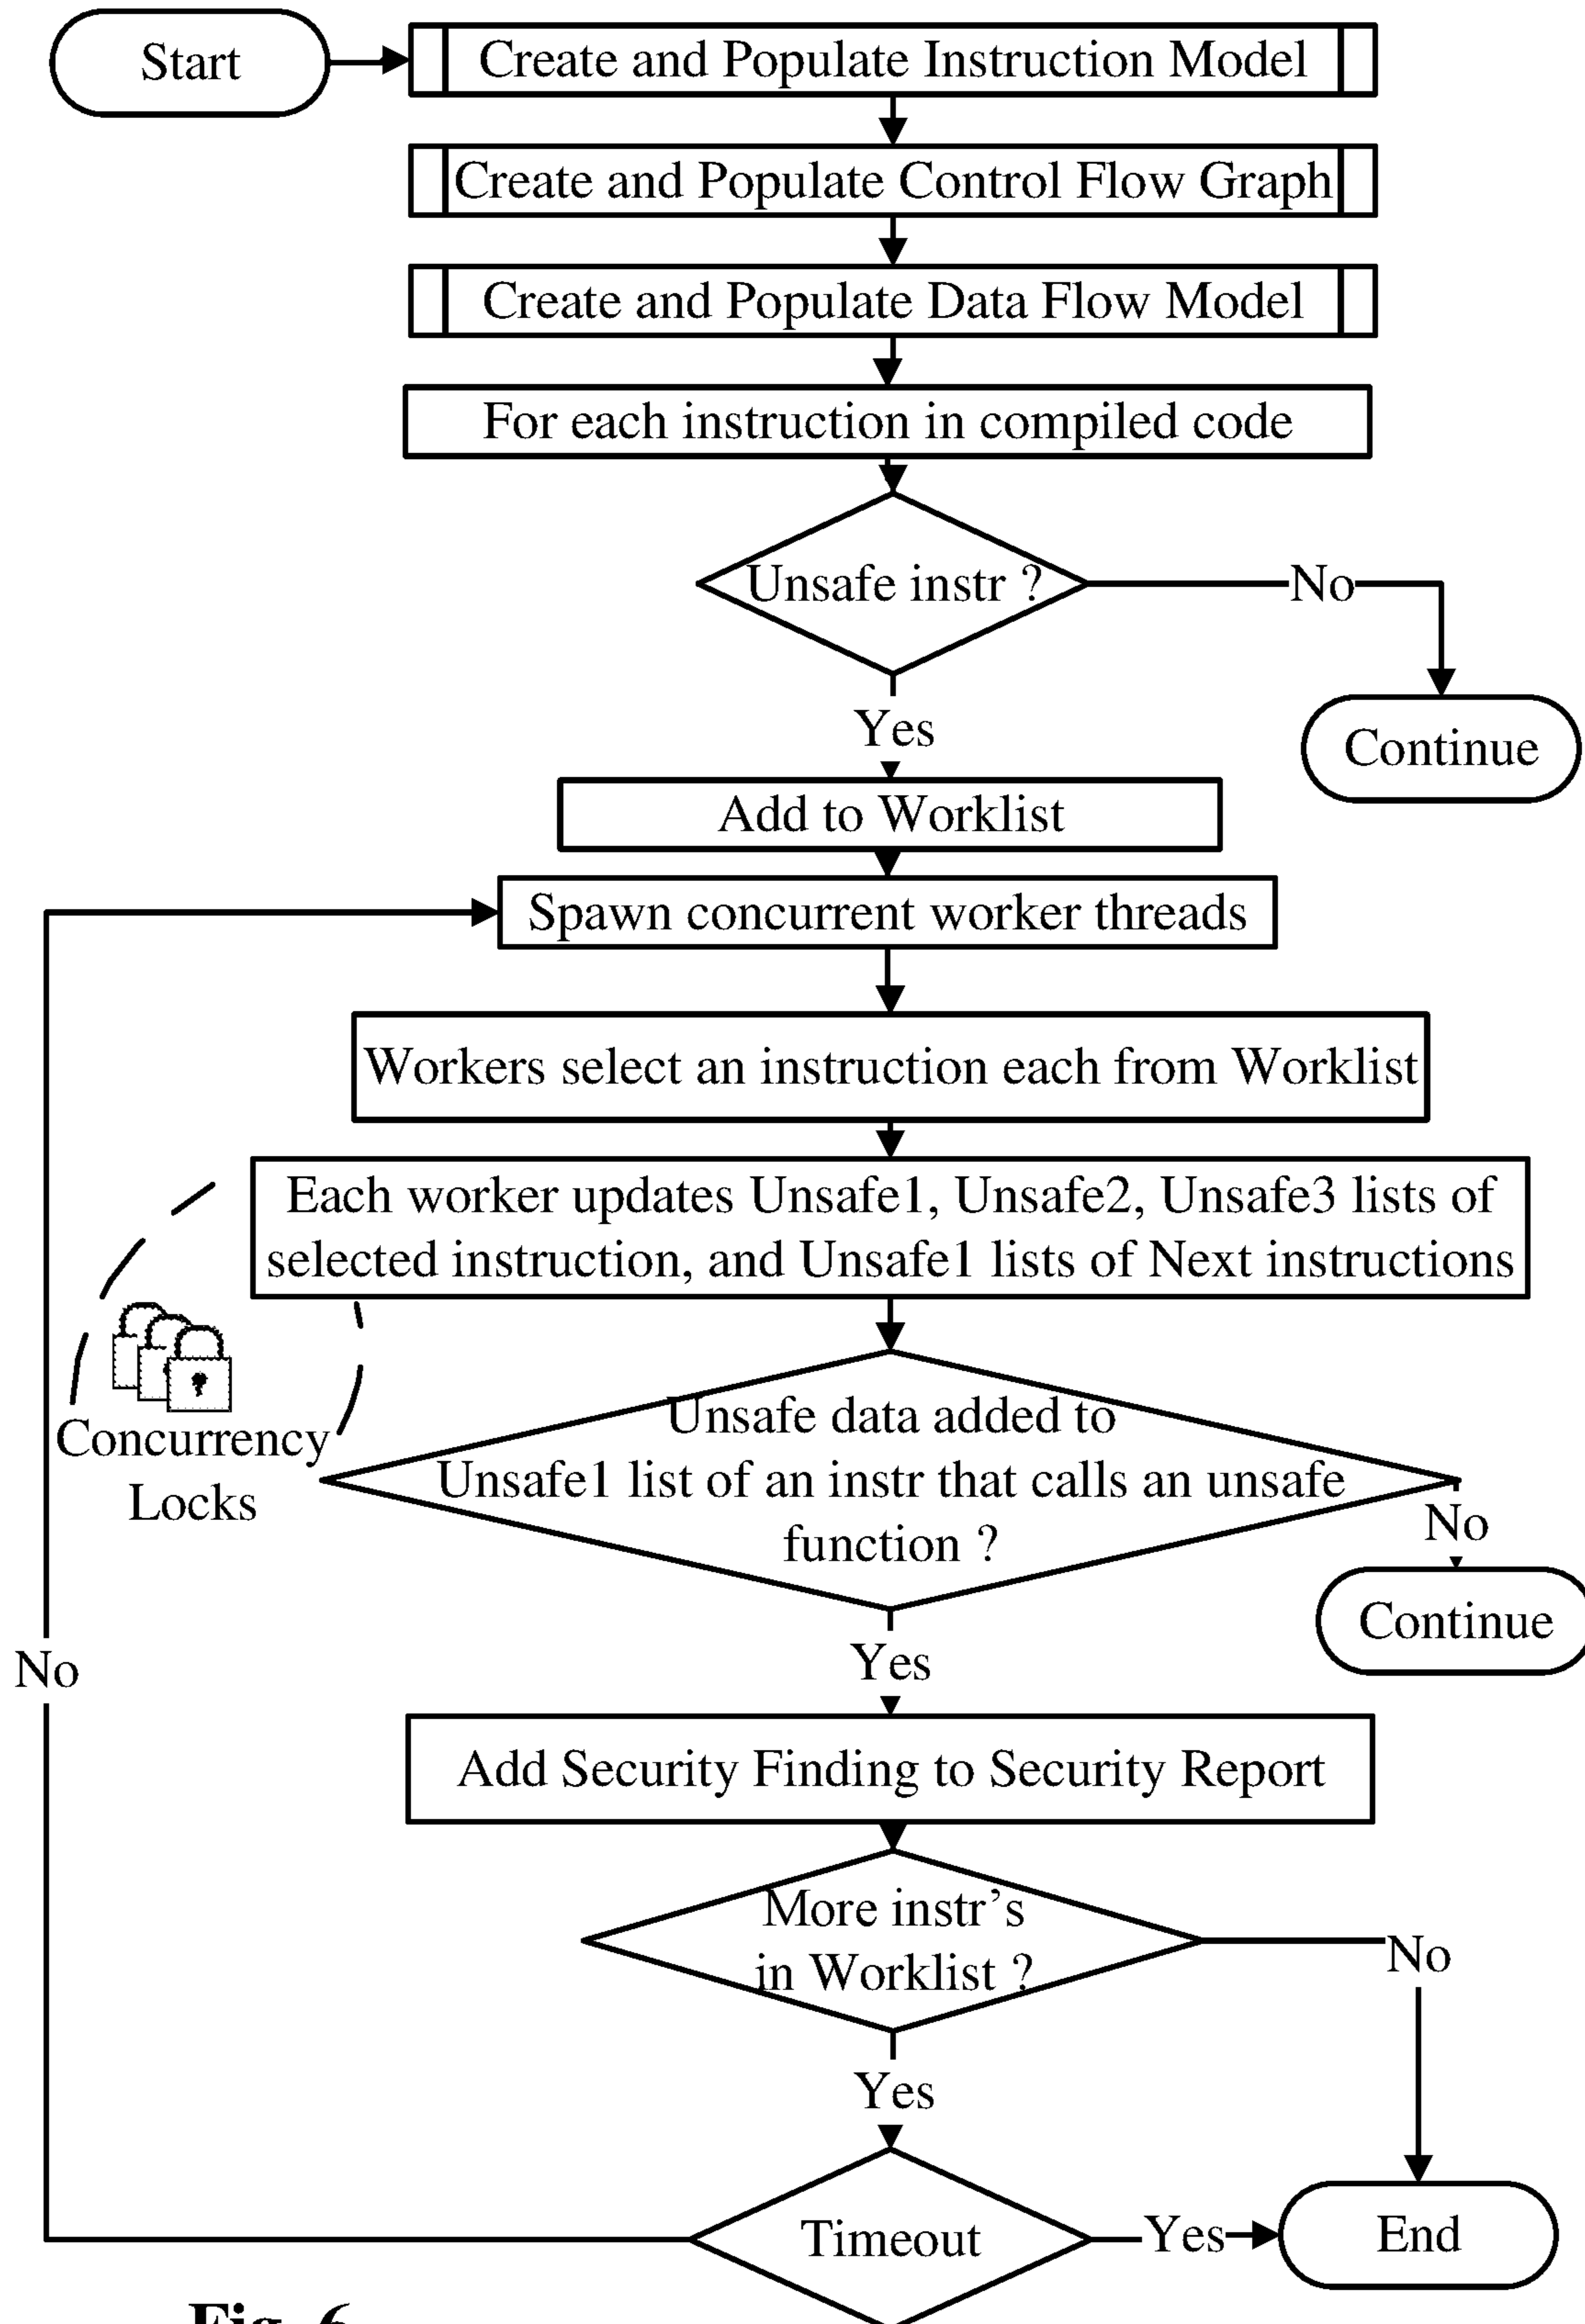 Start
Create and Populate Instruction Model
Create and Populate Control Flow Graph
Create and Populate Data Flow Model
For each instruction in compiled code
Unsafe instr ?
No
Continue
Yes
Add to Worklist
Spawn concurrent worker threads
Workers select an instruction each from Worklist
Each worker updates Unsafe1, Unsafe2, Unsafe3 lists of
selected instruction, and Unsafe1 lists of Next instructions
Concurrency
Locks
Unsafe data added to
Unsafe1 list of an instr that calls an unsafe
function ?
No
Continue
Yes
No
Add Security Finding to Security Report
More instr's
in Worklist ?
No
Yes
Timeout
Yes
End
Fig. 6